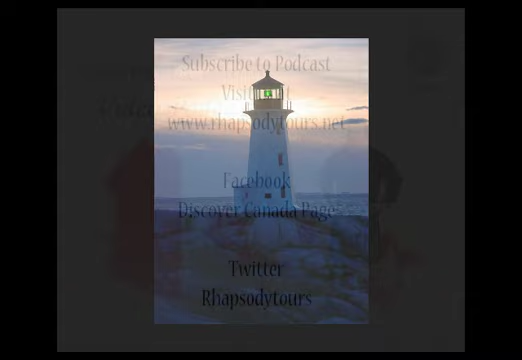 Subscribe to Podcast
Visit
www.rhapsodytours.net
Facebook
Discover Canada Page
Twitter
Rhapsodytours